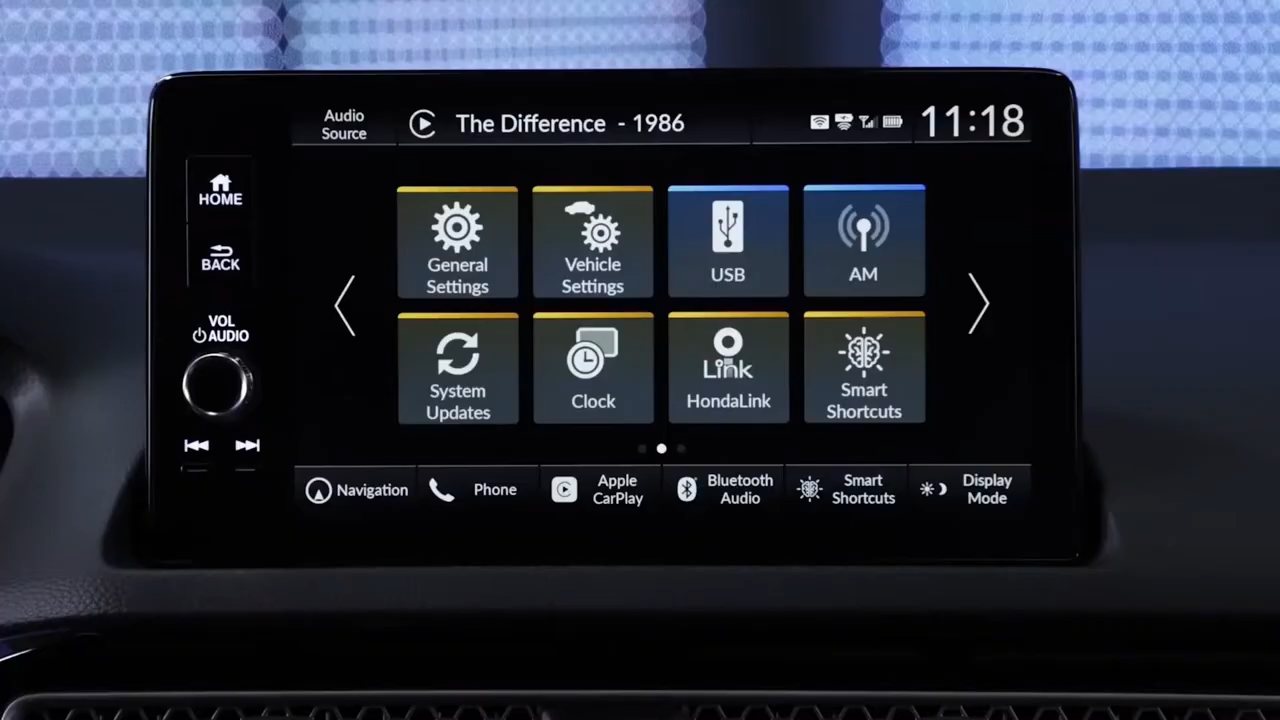 Audio
Source
The Difference - 1986
11:18
HOME
BACK
VOL
AUDIO
General
Settings
Vehicle
Settings
USB
AM
System
Updates
Clock
Link
HondaLink
Smart
Shortcuts
Navigation
Phone
Apple
CarPlay
Bluetooth
Audio
Smart
Shortcuts
Display
Mode